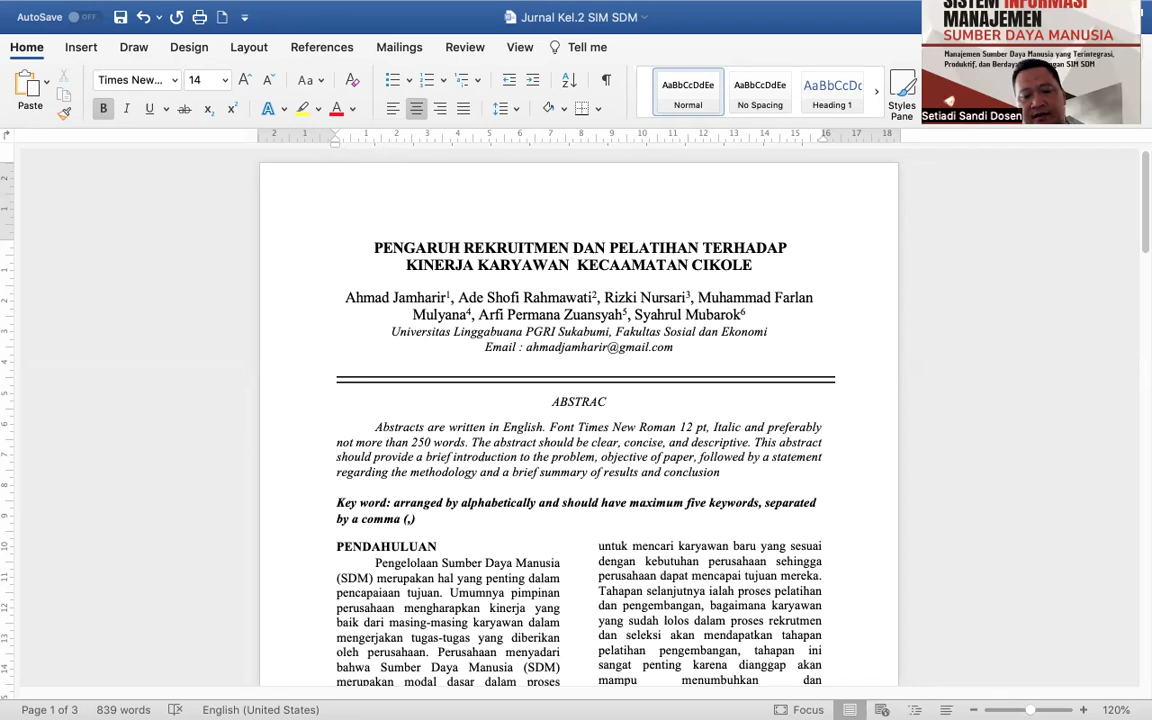 AutoSave OFF
Jurnal Kel.2 SIM SDM
Home Insert Draw Design Layout References Mailings Review View Tell me
Paste
Times New... 14
AaBbCcDdEe
Normal
AaBbCcDdEe
No Spacing
AaBbCcDc
Heading 1
Styles
Pane
SISTEM INFORMASI
MANAJEMEN
SUMBER DAYA MANUSIA
Manajemen Sumber Daya Manusia yang Terintegrasi,
SIM SDM
Setiadi Sandi Dosen
PENGARUH REKRUITMEN DAN PELATIHAN TERHADAP
KINERJA KARYAWAN KECAAMATAN CIKOLE
Ahmad Jamharir¹, Ade Shofi Rahmawati², Rizki Nursari³, Muhammad Farlan
Mulyana⁴, Arfi Permana Zuansyah⁵, Syahrul Mubarok⁶
Universitas Linggabuana PGRI Sukabumi, Fakultas Sosial dan Ekonomi
Email : ahmadjamharir@gmail.com
ABSTRAC
Abstracts are written in English. Font Times New Roman 12 pt, Italic and preferably
not more than 250 words. The abstract should be clear, concise, and descriptive. This abstract
should provide a brief introduction to the problem, objective of paper, followed by a statement
regarding the methodology and a brief summary of results and conclusion
Key word: arranged by alphabetically and should have maximum five keywords, separated
by a comma (,)
PENDAHULUAN
Pengelolaan Sumber Daya Manusia
(SDM) merupakan hal yang penting dalam
pencapaiaan tujuan. Umumnya pimpinan
perusahaan mengharapkan kinerja yang
baik dari masing-masing karyawan dalam
mengerjakan tugas-tugas yang diberikan
oleh perusahaan. Perusahaan menyadari
bahwa Sumber Daya Manusia (SDM)
merupakan modal dasar dalam proses
untuk mencari karyawan baru yang sesuai
dengan kebutuhan perusahaan sehingga
perusahaan dapat mencapai tujuan mereka.
Tahapan selanjutnya ialah proses pelatihan
dan pengembangan, bagaimana karyawan
yang sudah lolos dalam proses rekrutmen
dan seleksi akan mendapatkan tahapan
pelatihan pengembangan, tahapan ini
sangat penting karena dianggap akan
mampu menumbuhkan dan
Page 1 of 3 839 words English (United States) Focus 120%